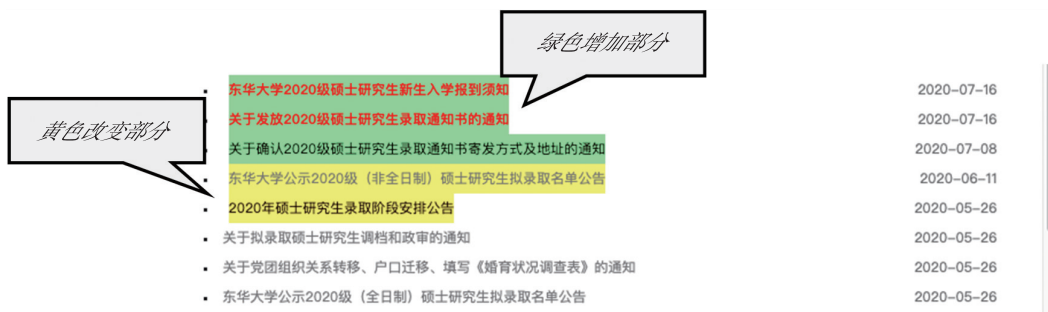 绿色增加部分
东华大学2020级硕士研究生新生入学报到须知 2020-07-16
黄色改变部分
关于发放2020级硕士研究生录取通知书的通知 2020-07-16
关于确认2020级硕士研究生录取通知书寄发方式及地址的通知 2020-07-08
东华大学公示2020级（非全日制）硕士研究生拟录取名单公告 2020-06-11
2020年硕士研究生录取阶段安排公告 2020-05-26
关于拟录取硕士研究生调档和政审的通知 2020-05-26
关于党团组织关系转移、户口迁移、填写《婚育状况调查表》的通知 2020-05-26
东华大学公示2020级（全日制）硕士研究生拟录取名单公告 2020-05-26